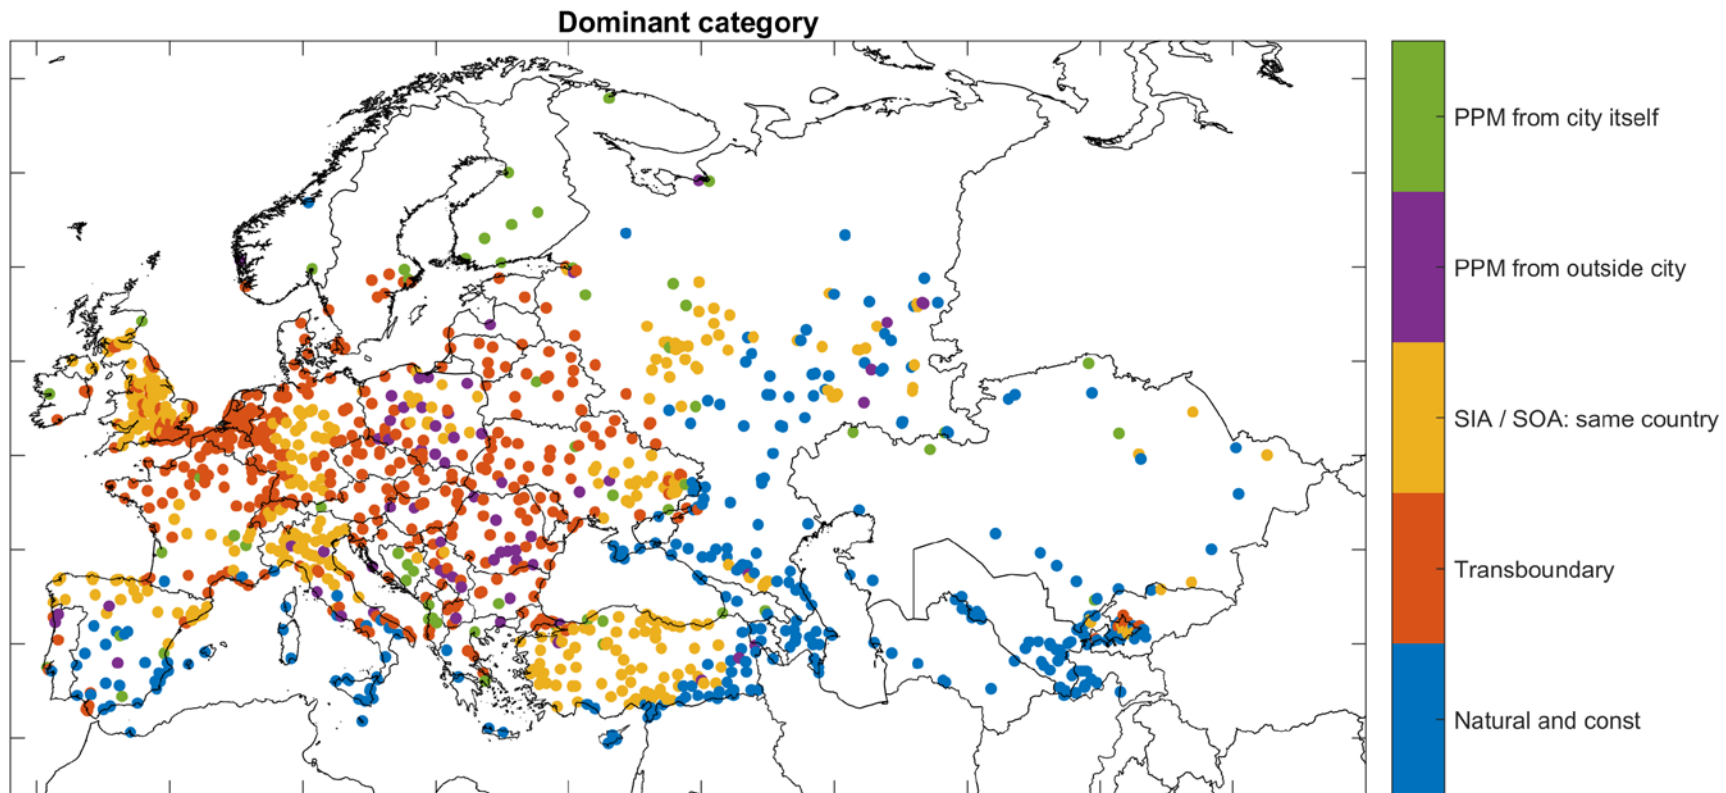 Dominant category
PPM from city itself
PPM from outside city
SIA / SOA: same country
Transboundary
Natural and const